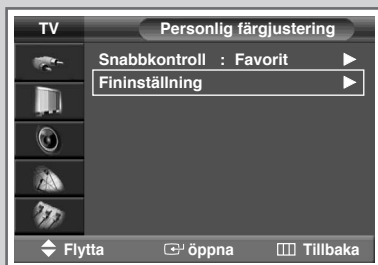 TV
Personlig färgjustering
Snabbkontroll : Favorit
Fininställning
Flytta öppna Tillbaka